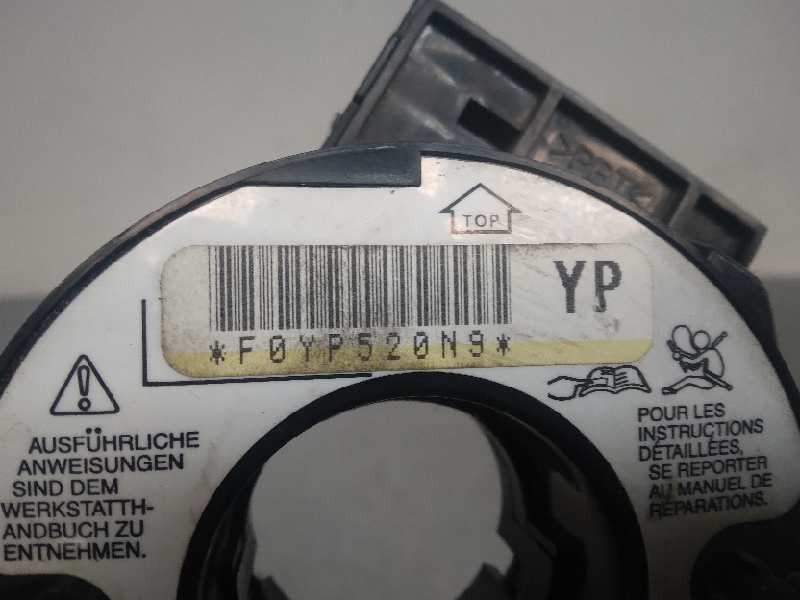 TOP
YP
*F0YP520N9*
AUSFÜHRLICHE
ANWEISUNGEN
SIND DEM
WERKSTATTH-
ANDBUCH ZU
ENTNEHMEN.
POUR LES
INSTRUCTIONS
DÉTAILLÉES,
SE REPORTER
AU MANUEL DE
RÉPARATIONS.